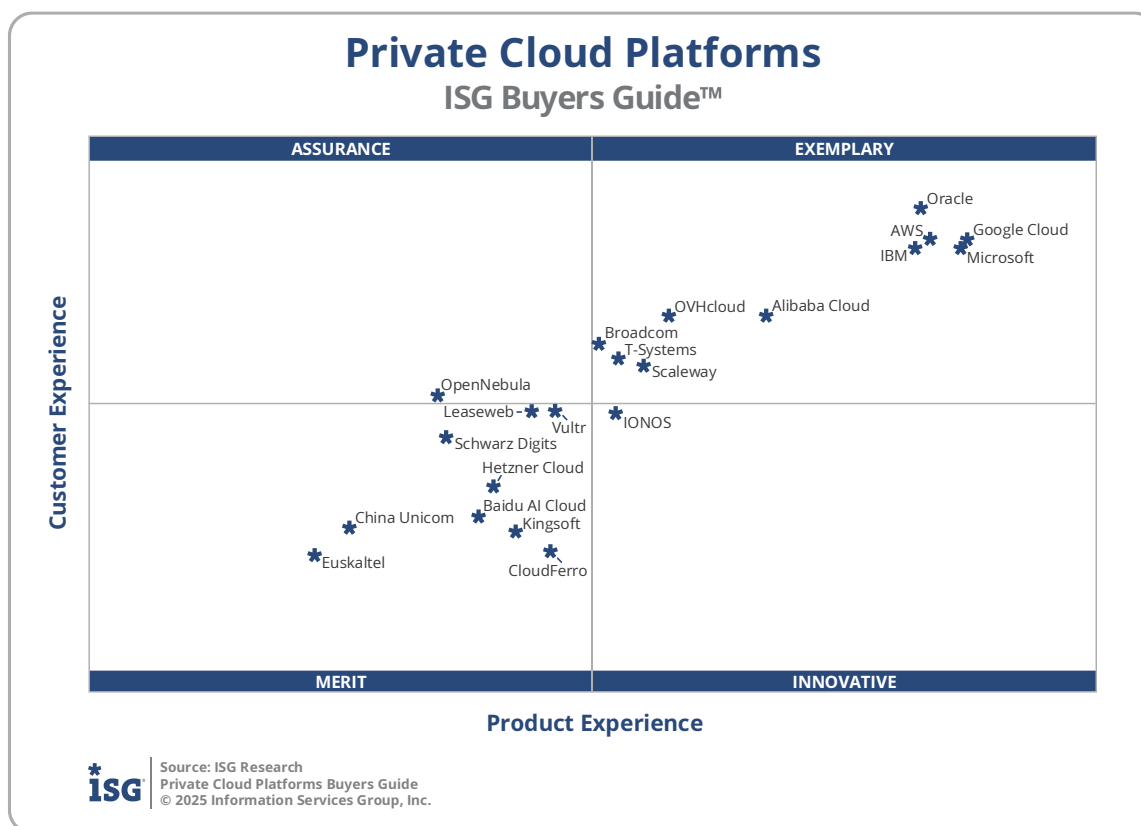 Private Cloud Platforms
ISG Buyers Guide™
ASSURANCE
EXEMPLARY
Oracle
AWS
Google Cloud
IBM
Microsoft
OVHcloud
Alibaba Cloud
Broadcom
T-Systems
Scaleway
OpenNebula
Leaseweb
Vultr
IONOS
Schwarz Digits
Hetzner Cloud
Baidu AI Cloud
China Unicom
Kingsoft
Euskaltel
CloudFerro
Customer Experience
MERIT
INNOVATIVE
Product Experience
ISG
Source: ISG Research
Private Cloud Platforms Buyers Guide
© 2025 Information Services Group, Inc.